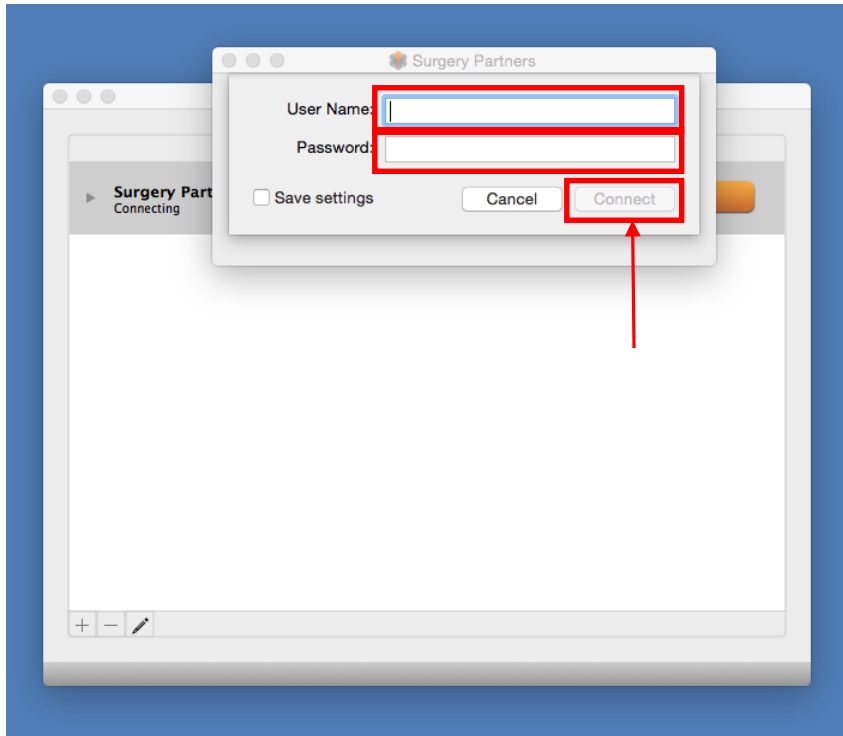 Surgery Partners
User Name:
Password:
Surgery Part
Connecting
Save settings
Cancel
Connect